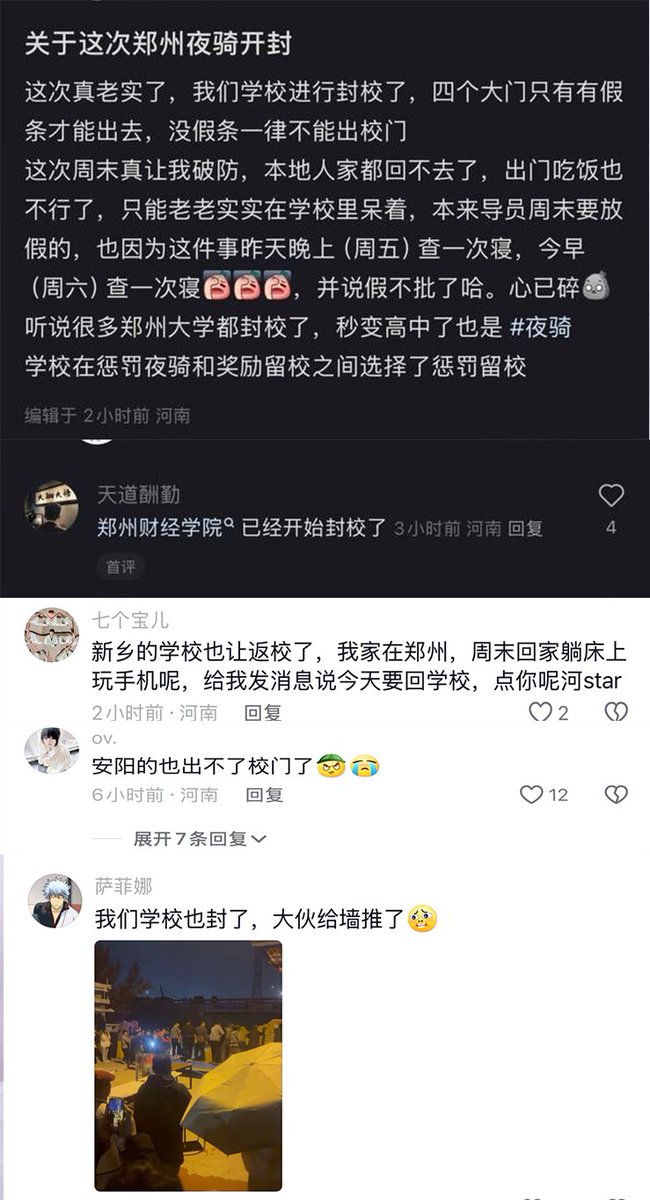 关于这次郑州夜骑开封
这次真老实了，我们学校进行封校了，四个大门只有有假
条才能出去，没假条一律不能出校门
这次周末真让我破防，本地人家都回不去了，出门吃饭也
不行了，只能老老实实在学校里呆着，本来导员周末要放
假的，也因为这件事昨天晚上（周五）查一次寝，今早
（周六）查一次寝，并说假不批了哈。心已碎
听说很多郑州大学都封校了，秒变高中了也是 #夜骑
学校在惩罚夜骑和奖励留校之间选择了惩罚留校
编辑于 2小时前 河南
天道酬勤
郑州财经学院 已经开始封校了 3小时前 河南 回复
4
首评
七个宝儿
新乡的学校也让返校了，我家在郑州，周末回家躺床上
玩手机呢，给我发消息说今天要回学校，点你呢河star
2小时前 · 河南 回复 2
ov.
安阳的也出不了校门了
6小时前 · 河南 回复 12
展开7条回复
萨菲娜
我们学校也封了，大伙给墙推了